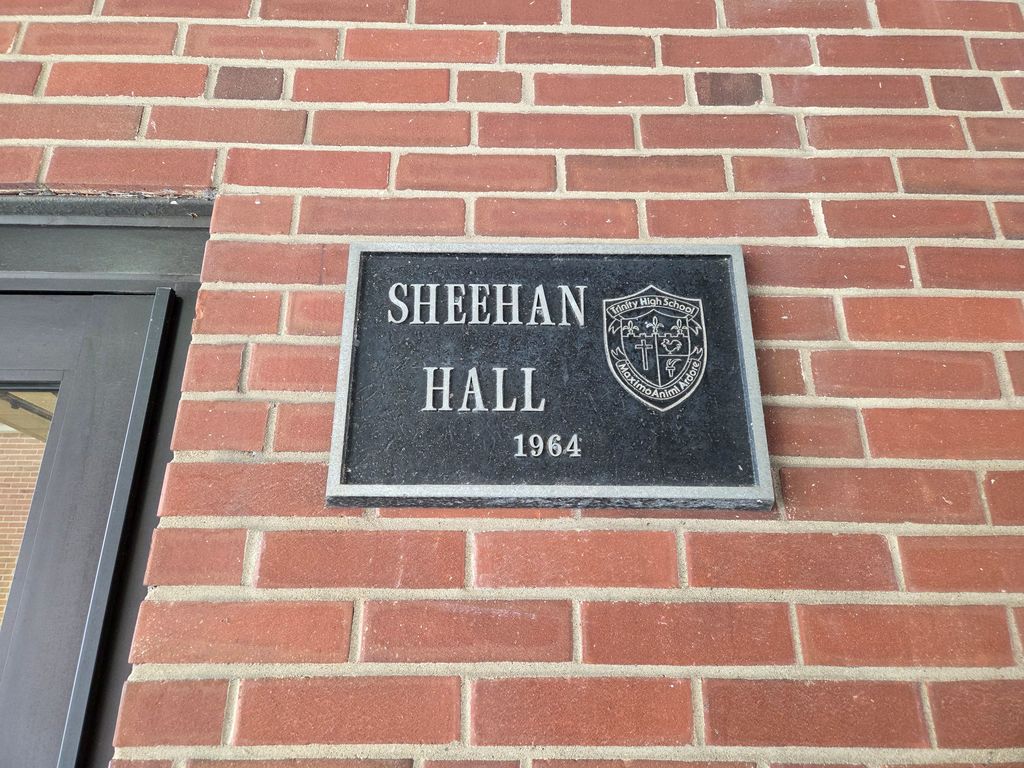 SHEEHAN
HALL
1964
Trinity High School
Maximo Animi Ardore